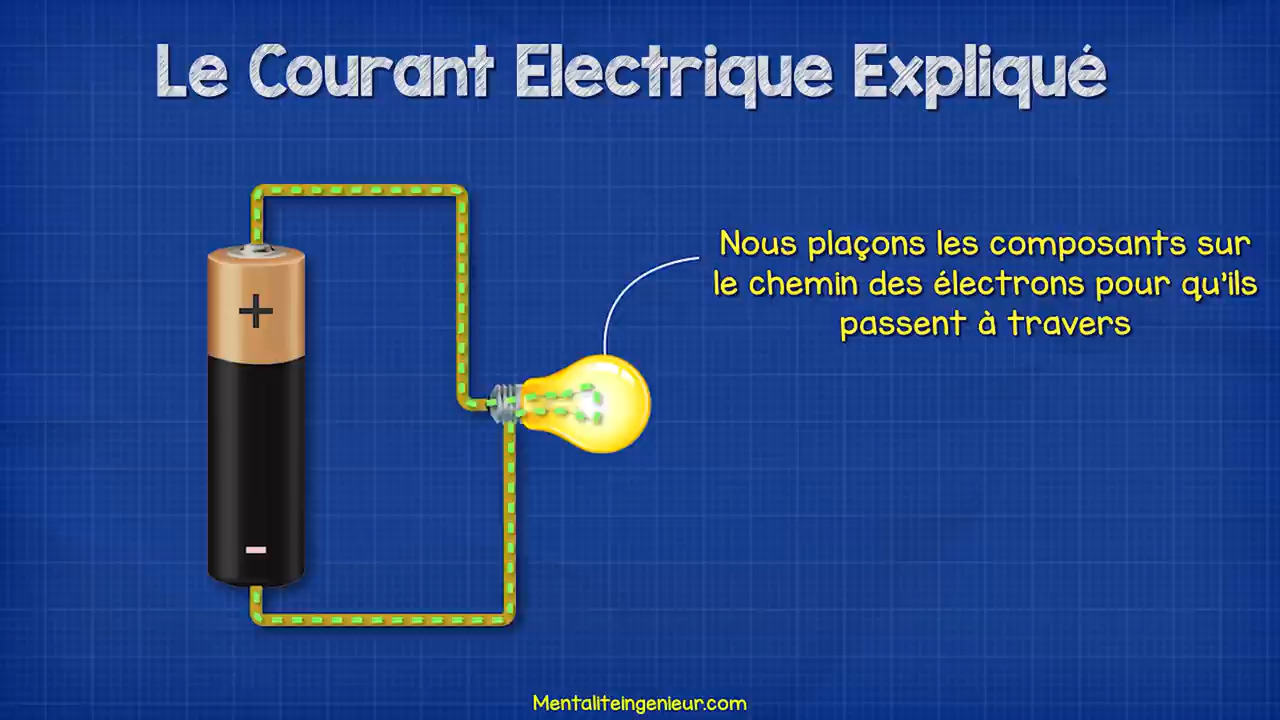 Le Courant Electrique Expliqué
Nous plaçons les composants sur
le chemin des électrons pour qu'ils
passent à travers
+
-
Mentaliteingenieur.com